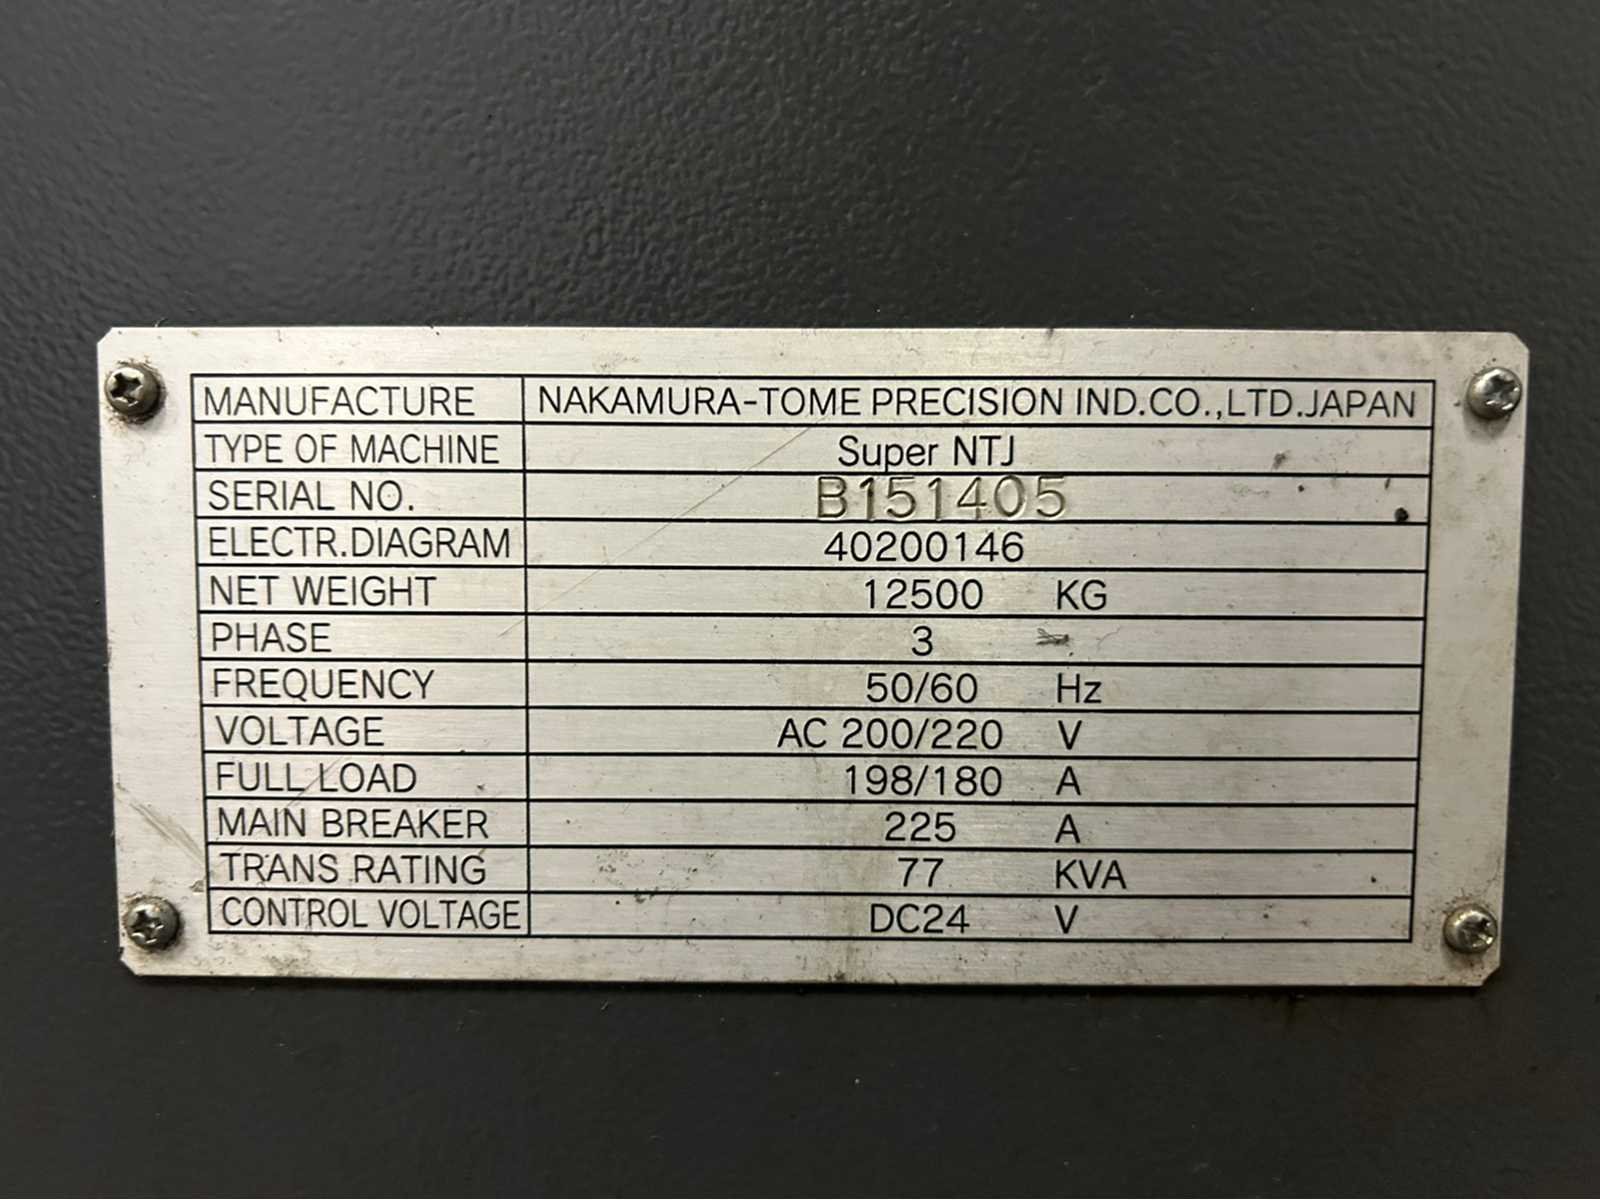 MANUFACTURE NAKAMURA-TOME PRECISION IND.CO.,LTD.JAPAN
TYPE OF MACHINE Super NTJ
SERIAL NO. B151405
ELECTR.DIAGRAM 40200146
NET WEIGHT 12500 KG
PHASE 3
FREQUENCY 50/60 Hz
VOLTAGE AC 200/220 V
FULL LOAD 198/180 A
MAIN BREAKER 225 A
TRANS RATING 77 KVA
CONTROL VOLTAGE DC24 V